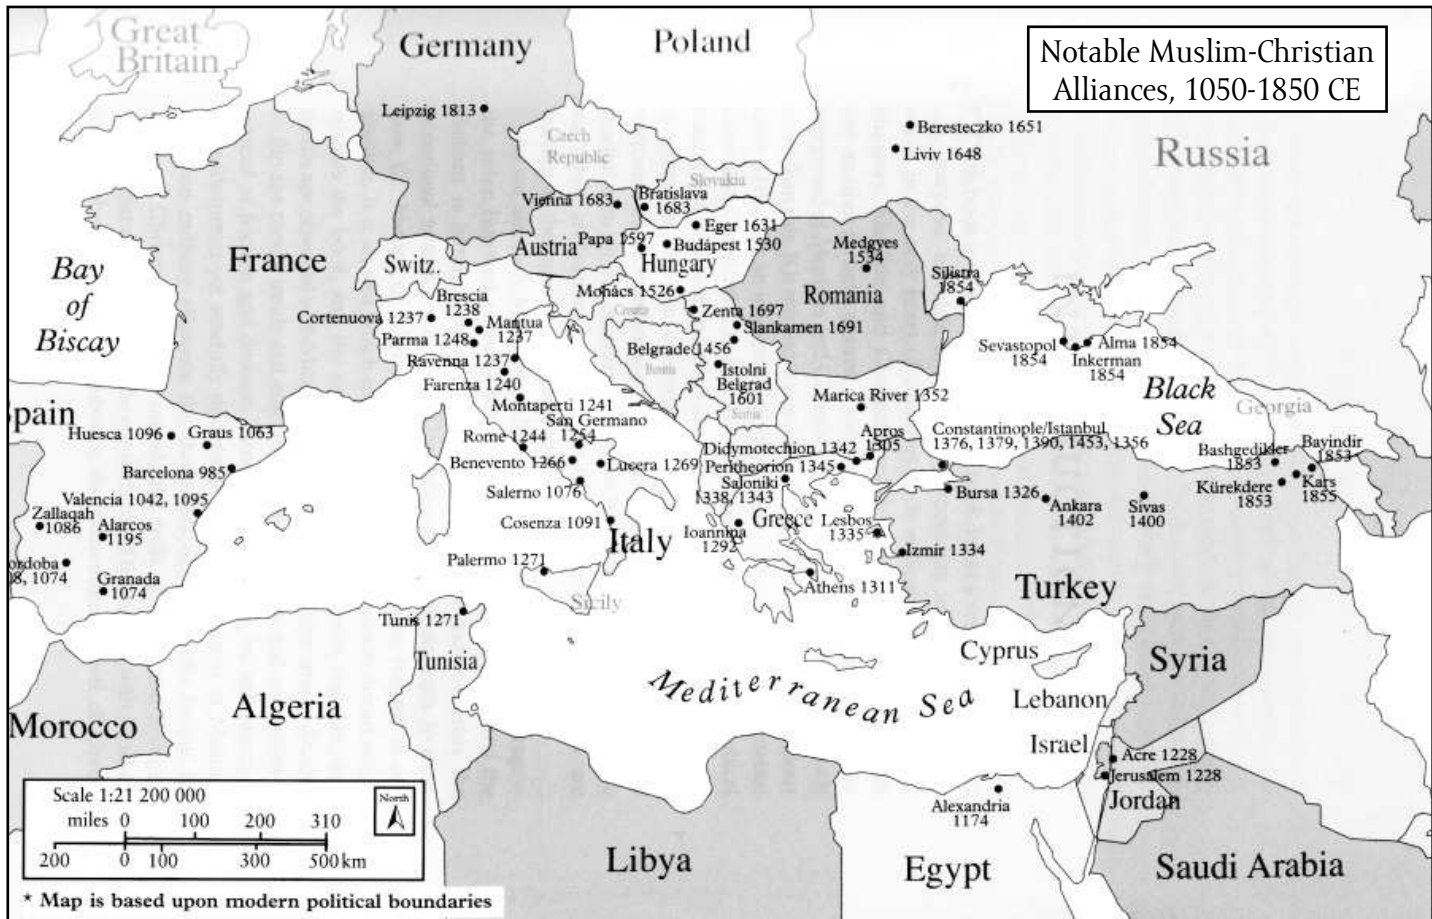 Notable Muslim-Christian
Alliances, 1050-1850 CE
Great
Britain
Germany
Poland
Russia
Leipzig 1813
Czech
Republic
Beresteczko 1651
Liviv 1648
Slovakia
Vienna 1683
Bratislava
1683
Eger 1631
Papa 1597
Budapest 1530
Austria
Hungary
Medgyes
1534
Silistra
1854
Romania
Bay
of
Biscay
France
Switz.
Brescia
1238
Cortenuova 1237
Mantua
1237
Parma 1248
Ravenna 1237
Farenza 1240
Montaperti 1241
Mohács 1526
Croatia
Zenta 1697
Slankamen 1691
Belgrade 1456
Bosnia
Istolni
Belgrad
1601
Serbia
Sevastopol
1854
Alma 1854
Inkerman
1854
Black
Sea
Georgia
Marica River 1352
Spain
Huesca 1096
Graus 1063
Barcelona 985
Valencia 1042, 1095
Zallaqah
1086
Alarcos
1195
ordoba
, 1074
Granada
1074
Rome 1244
San Germano
1254
Benevento 1266
Lucera 1269
Salerno 1076
Cosenza 1091
Italy
Palermo 1271
Sicily
Didymotechion 1342
Apros
1305
Peritheorion 1345
Saloniki
1338, 1343
Constantinople/Istanbul
1376, 1379, 1390, 1453, 1356
Bashgedikler
1853
Bayindir
1853
Kürekdere
1853
Kars
1855
Bursa 1326
Ankara
1402
Sivas
1400
Ioannina
1292
Greece
Lesbos
1335
Izmir 1334
Athens 1311
Turkey
Tunis 1271
Tunisia
Cyprus
Syria
Lebanon
Mediterranean Sea
Morocco
Algeria
Israel
Acre 1228
Jerusalem 1228
Jordan
Alexandria
1174
Libya
Egypt
Saudi Arabia
Scale 1:21 200 000
miles 0 100 200 310
200 0 100 300 500 km
North
* Map is based upon modern political boundaries